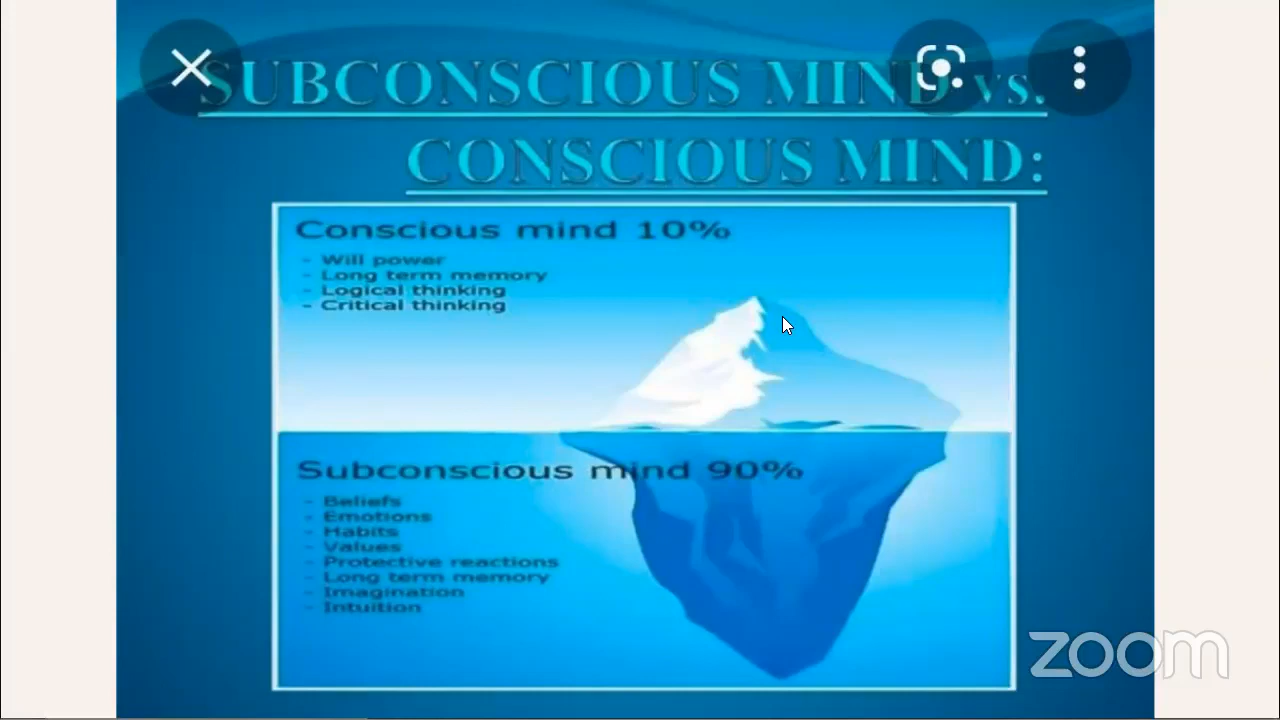 SUBCONSCIOUS MIND vs.
CONSCIOUS MIND:
Conscious mind 10%
- Will power
- Long term memory
- Logical thinking
- Critical thinking
Subconscious mind 90%
- Beliefs
- Emotions
- Habits
- Values
- Protective reactions
- Long term memory
- Imagination
- Intuition
zoom